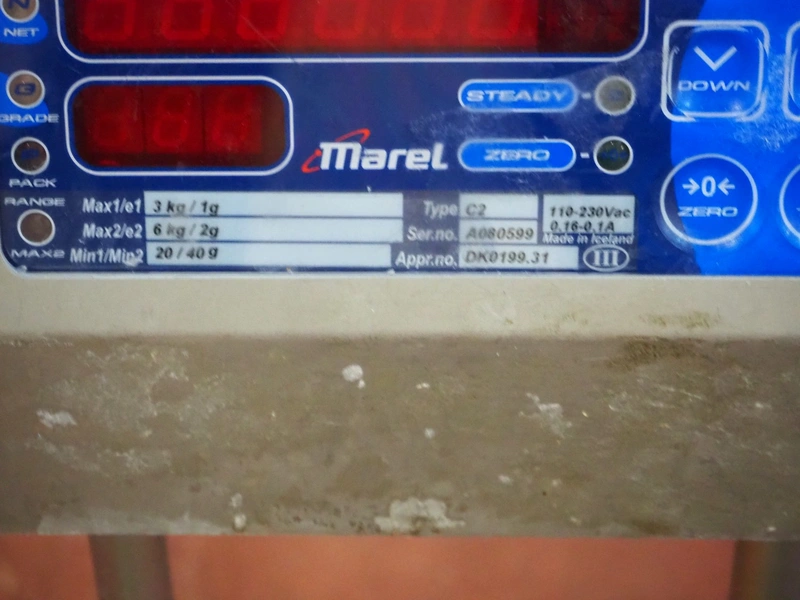 NET
GRADE
PACK
RANGE
MAX2
STEADY
Marel
ZERO
DOWN
→0←
ZERO
Max1/e1 3 kg / 1g
Max2/e2 6 kg / 2g
Min1/Min2 20 / 40 g
Type C2
Ser.no. A080599
Appr.no. DK0199.31
110-230Vac
0.16-0.1A
Made in Iceland
III